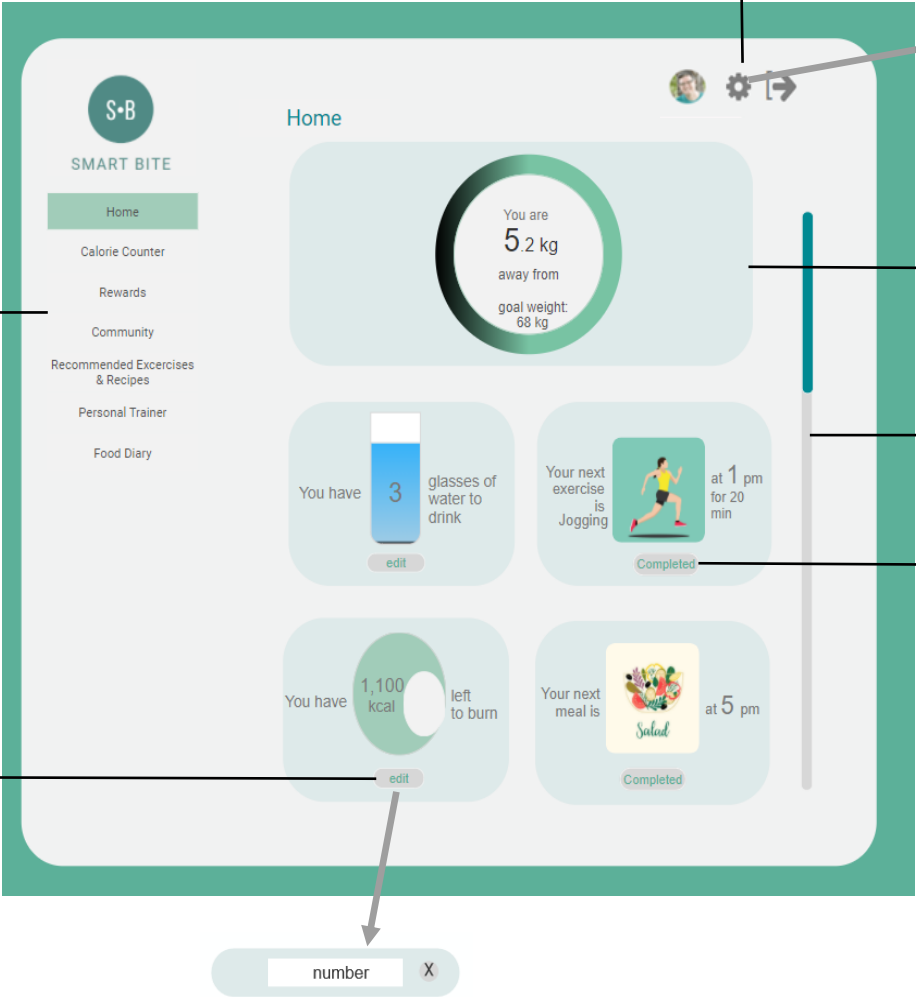 S•B
SMART BITE
Home
Calorie Counter
Rewards
Community
Recommended Excercises
& Recipes
Personal Trainer
Food Diary
Home
You are
5.2 kg
away from
goal weight:
68 kg
You have
3
glasses of
water to
drink
edit
Your next
exercise
is
Jogging
at 1 pm
for 20
min
Completed
You have
1,100
kcal
left
to burn
edit
Your next
meal is
Salad
at 5 pm
Completed
number
X